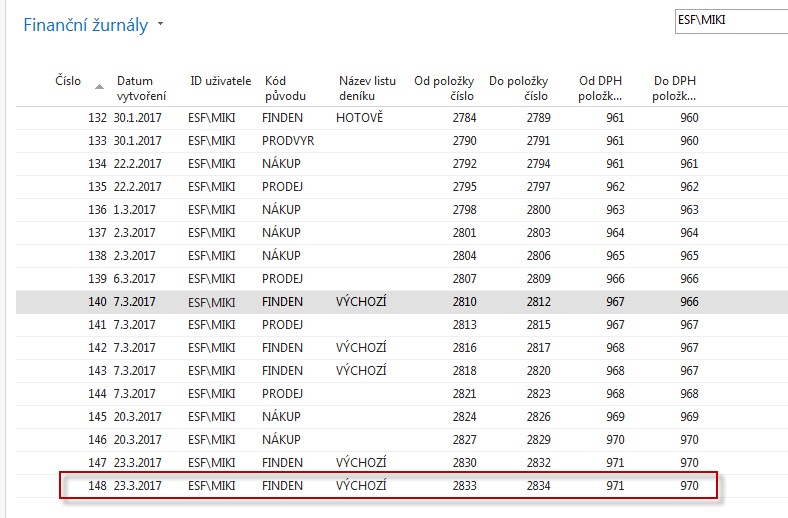 Finanční žurnály
ESF\MIKI
Číslo Datum vytvoření ID uživatele Kód původu Název listu deníku Od položky číslo Do položky číslo Od DPH položk... Do DPH položk...
132 30.1.2017 ESF\MIKI FINDEN HOTOVĚ 2784 2789 961 960
133 30.1.2017 ESF\MIKI PRODVYR 2790 2791 961 960
134 22.2.2017 ESF\MIKI NÁKUP 2792 2794 961 961
135 22.2.2017 ESF\MIKI PRODEJ 2795 2797 962 962
136 1.3.2017 ESF\MIKI NÁKUP 2798 2800 963 963
137 2.3.2017 ESF\MIKI NÁKUP 2801 2803 964 964
138 2.3.2017 ESF\MIKI NÁKUP 2804 2806 965 965
139 6.3.2017 ESF\MIKI PRODEJ 2807 2809 966 966
140 7.3.2017 ESF\MIKI FINDEN VÝCHOZÍ 2810 2812 967 966
141 7.3.2017 ESF\MIKI PRODEJ 2813 2815 967 967
142 7.3.2017 ESF\MIKI FINDEN VÝCHOZÍ 2816 2817 968 967
143 7.3.2017 ESF\MIKI FINDEN VÝCHOZÍ 2818 2820 968 967
144 7.3.2017 ESF\MIKI PRODEJ 2821 2823 968 968
145 20.3.2017 ESF\MIKI NÁKUP 2824 2826 969 969
146 20.3.2017 ESF\MIKI NÁKUP 2827 2829 970 970
147 23.3.2017 ESF\MIKI FINDEN VÝCHOZÍ 2830 2832 971 970
148 23.3.2017 ESF\MIKI FINDEN VÝCHOZÍ 2833 2834 971 970